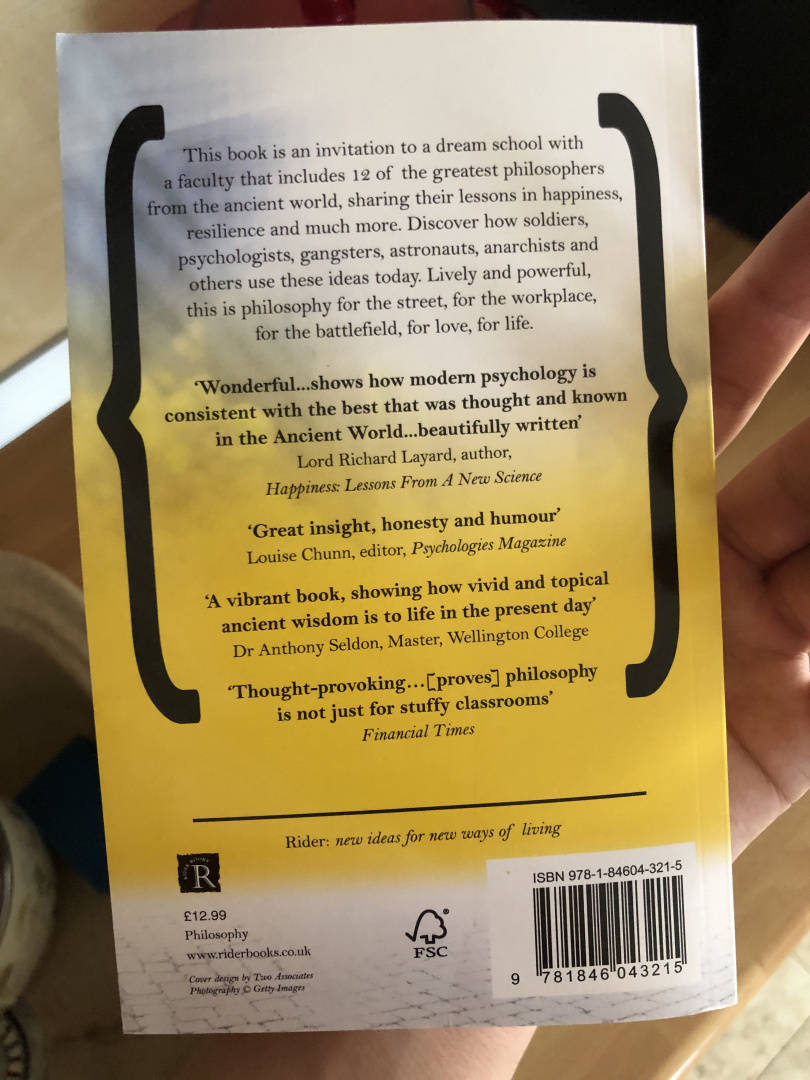 This book is an invitation to a dream school with
a faculty that includes 12 of the greatest philosophers
from the ancient world, sharing their lessons in happiness,
resilience and much more. Discover how soldiers,
psychologists, gangsters, astronauts, anarchists and
others use these ideas today. Lively and powerful,
this is philosophy for the street, for the workplace,
for the battlefield, for love, for life.
‘Wonderful...shows how modern psychology is
consistent with the best that was thought and known
in the Ancient World...beautifully written’
Lord Richard Layard, author,
Happiness: Lessons From A New Science
‘Great insight, honesty and humour’
Louise Chunn, editor, Psychologies Magazine
‘A vibrant book, showing how vivid and topical
ancient wisdom is to life in the present day’
Dr Anthony Seldon, Master, Wellington College
‘Thought-provoking...[proves] philosophy
is not just for stuffy classrooms’
Financial Times
Rider: new ideas for new ways of living
RIDER BOOKS
R
£12.99
Philosophy
www.riderbooks.co.uk
Cover design by Two Associates
Photography © Getty Images
®
FSC
ISBN 978-1-84604-321-5
9 781846 043215